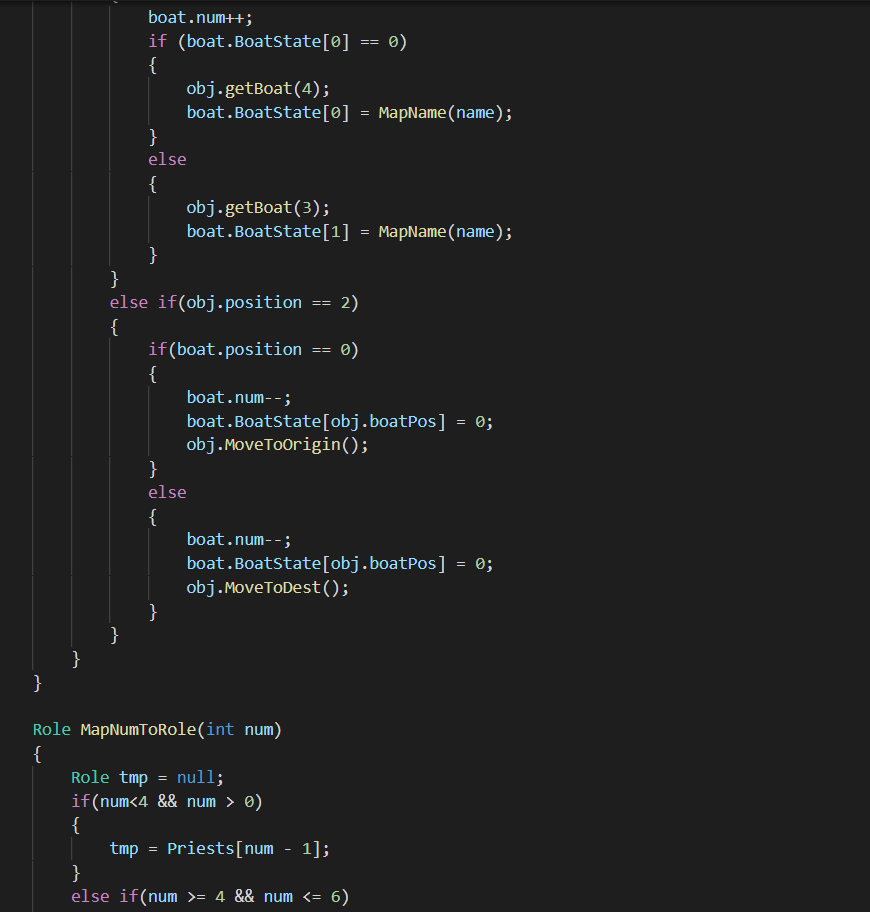 {
boat.num++;
if (boat.BoatState[0] == 0)
{
obj.getBoat(4);
boat.BoatState[0] = MapName(name);
}
else
{
obj.getBoat(3);
boat.BoatState[1] = MapName(name);
}
}
else if(obj.position == 2)
{
if(boat.position == 0)
{
boat.num--;
boat.BoatState[obj.boatPos] = 0;
obj.MoveToOrigin();
}
else
{
boat.num--;
boat.BoatState[obj.boatPos] = 0;
obj.MoveToDest();
}
}
}
}
Role MapNumToRole(int num)
{
Role tmp = null;
if(num<4 && num > 0)
{
tmp = Priests[num - 1];
}
else if(num >= 4 && num <= 6)